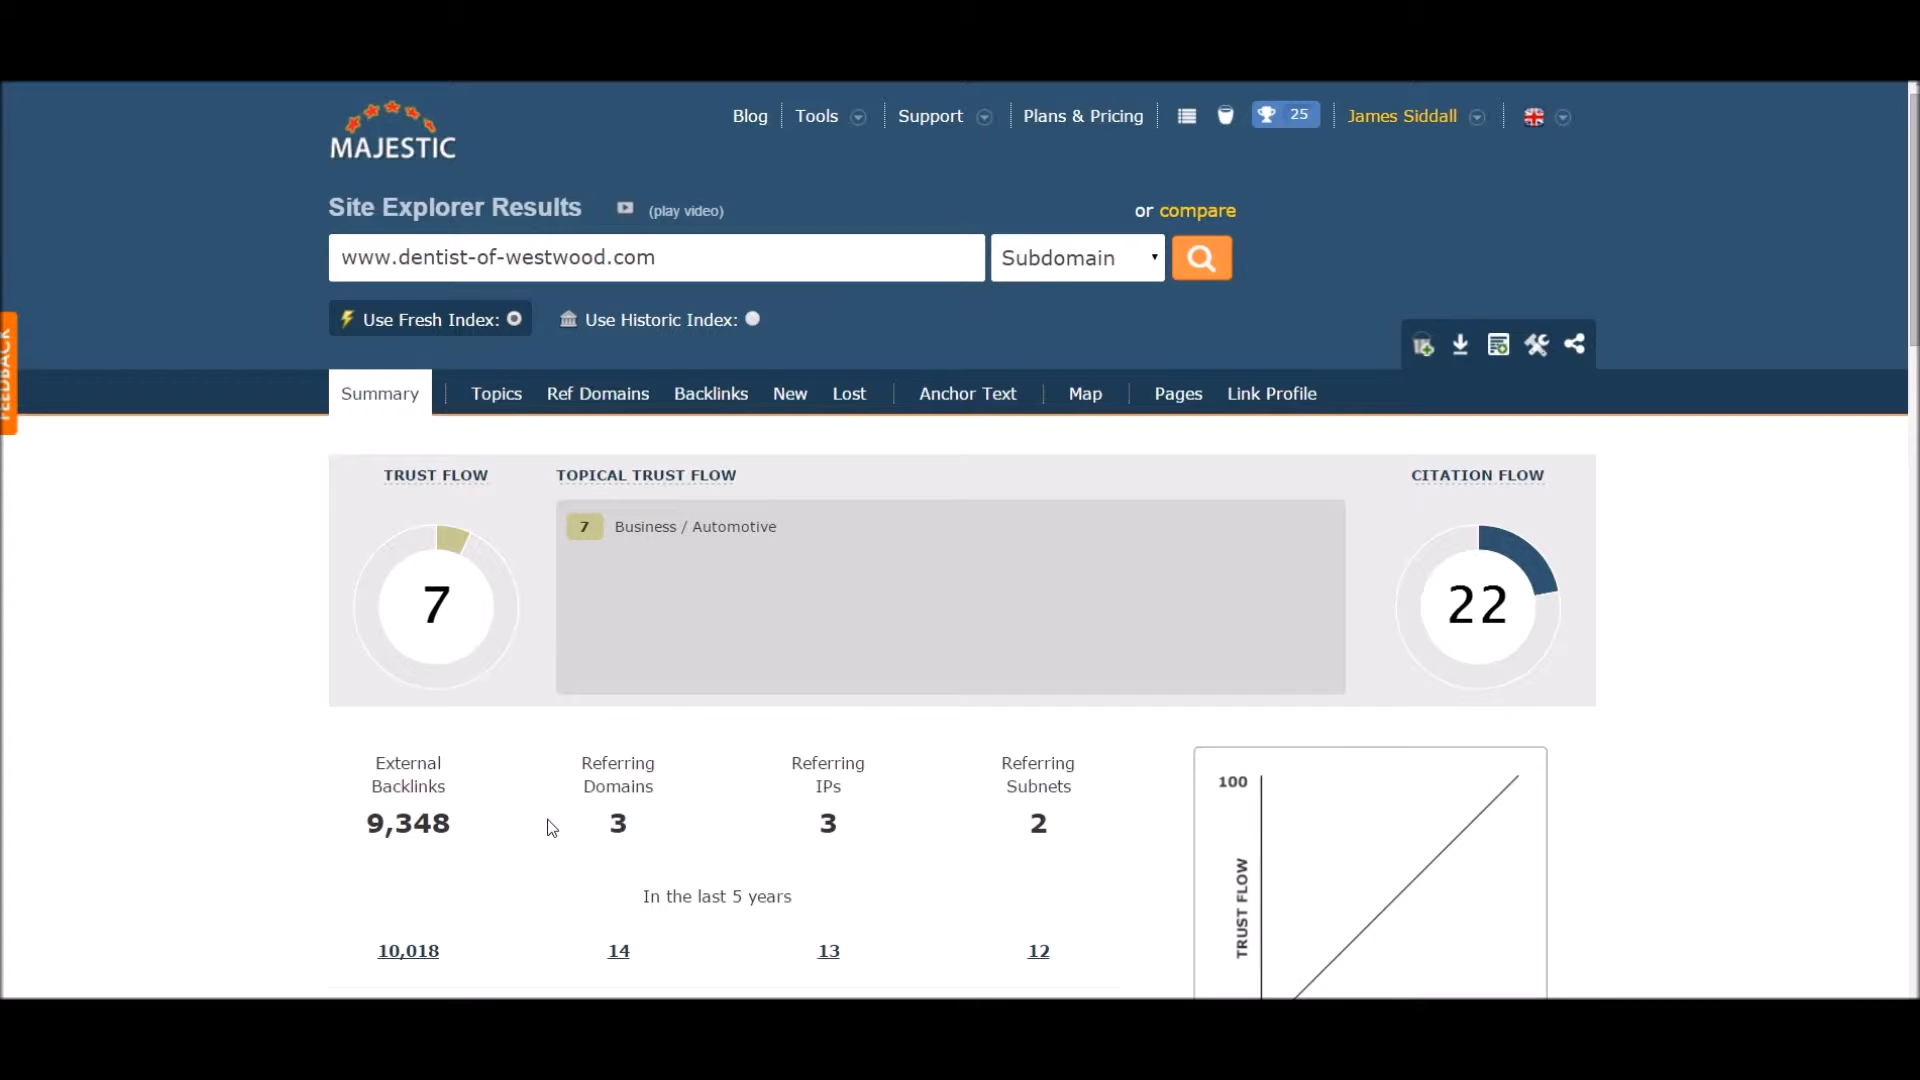 MAJESTIC
Blog Tools Support Plans & Pricing 25 James Siddall
Site Explorer Results (play video) or compare
www.dentist-of-westwood.com Subdomain
Use Fresh Index: Use Historic Index:
FEEDBACK
Summary Topics Ref Domains Backlinks New Lost Anchor Text Map Pages Link Profile
TRUST FLOW TOPICAL TRUST FLOW CITATION FLOW
7 Business / Automotive
7 22
External Referring Referring Referring
Backlinks Domains IPs Subnets
9,348 3 3 2
In the last 5 years
10,018 14 13 12
100
TRUST FLOW